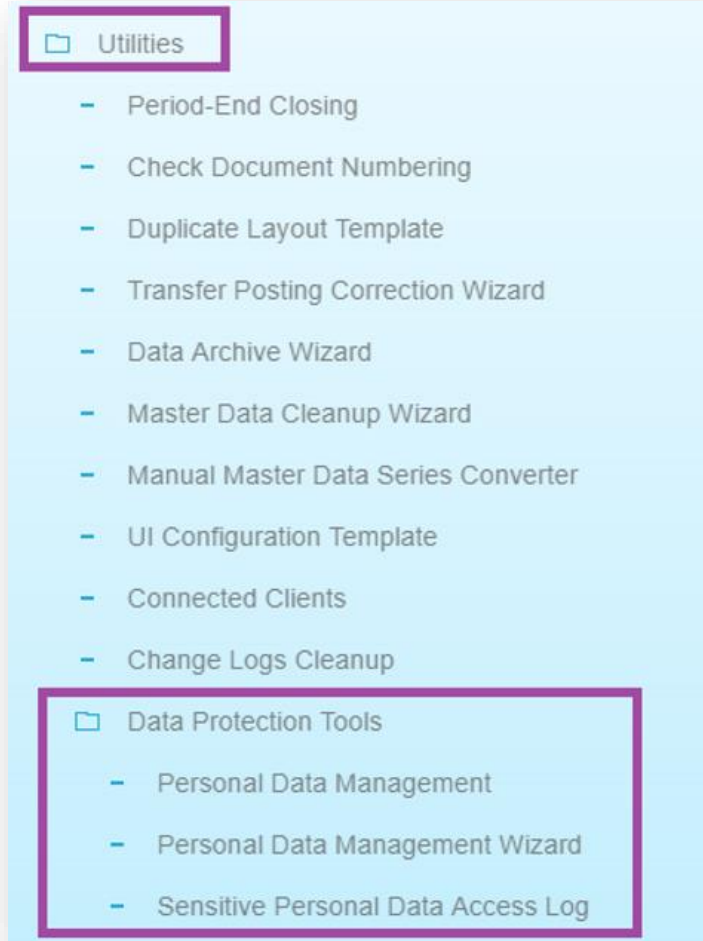 Utilities
Period-End Closing
Check Document Numbering
Duplicate Layout Template
Transfer Posting Correction Wizard
Data Archive Wizard
Master Data Cleanup Wizard
Manual Master Data Series Converter
UI Configuration Template
Connected Clients
Change Logs Cleanup
Data Protection Tools
Personal Data Management
Personal Data Management Wizard
Sensitive Personal Data Access Log